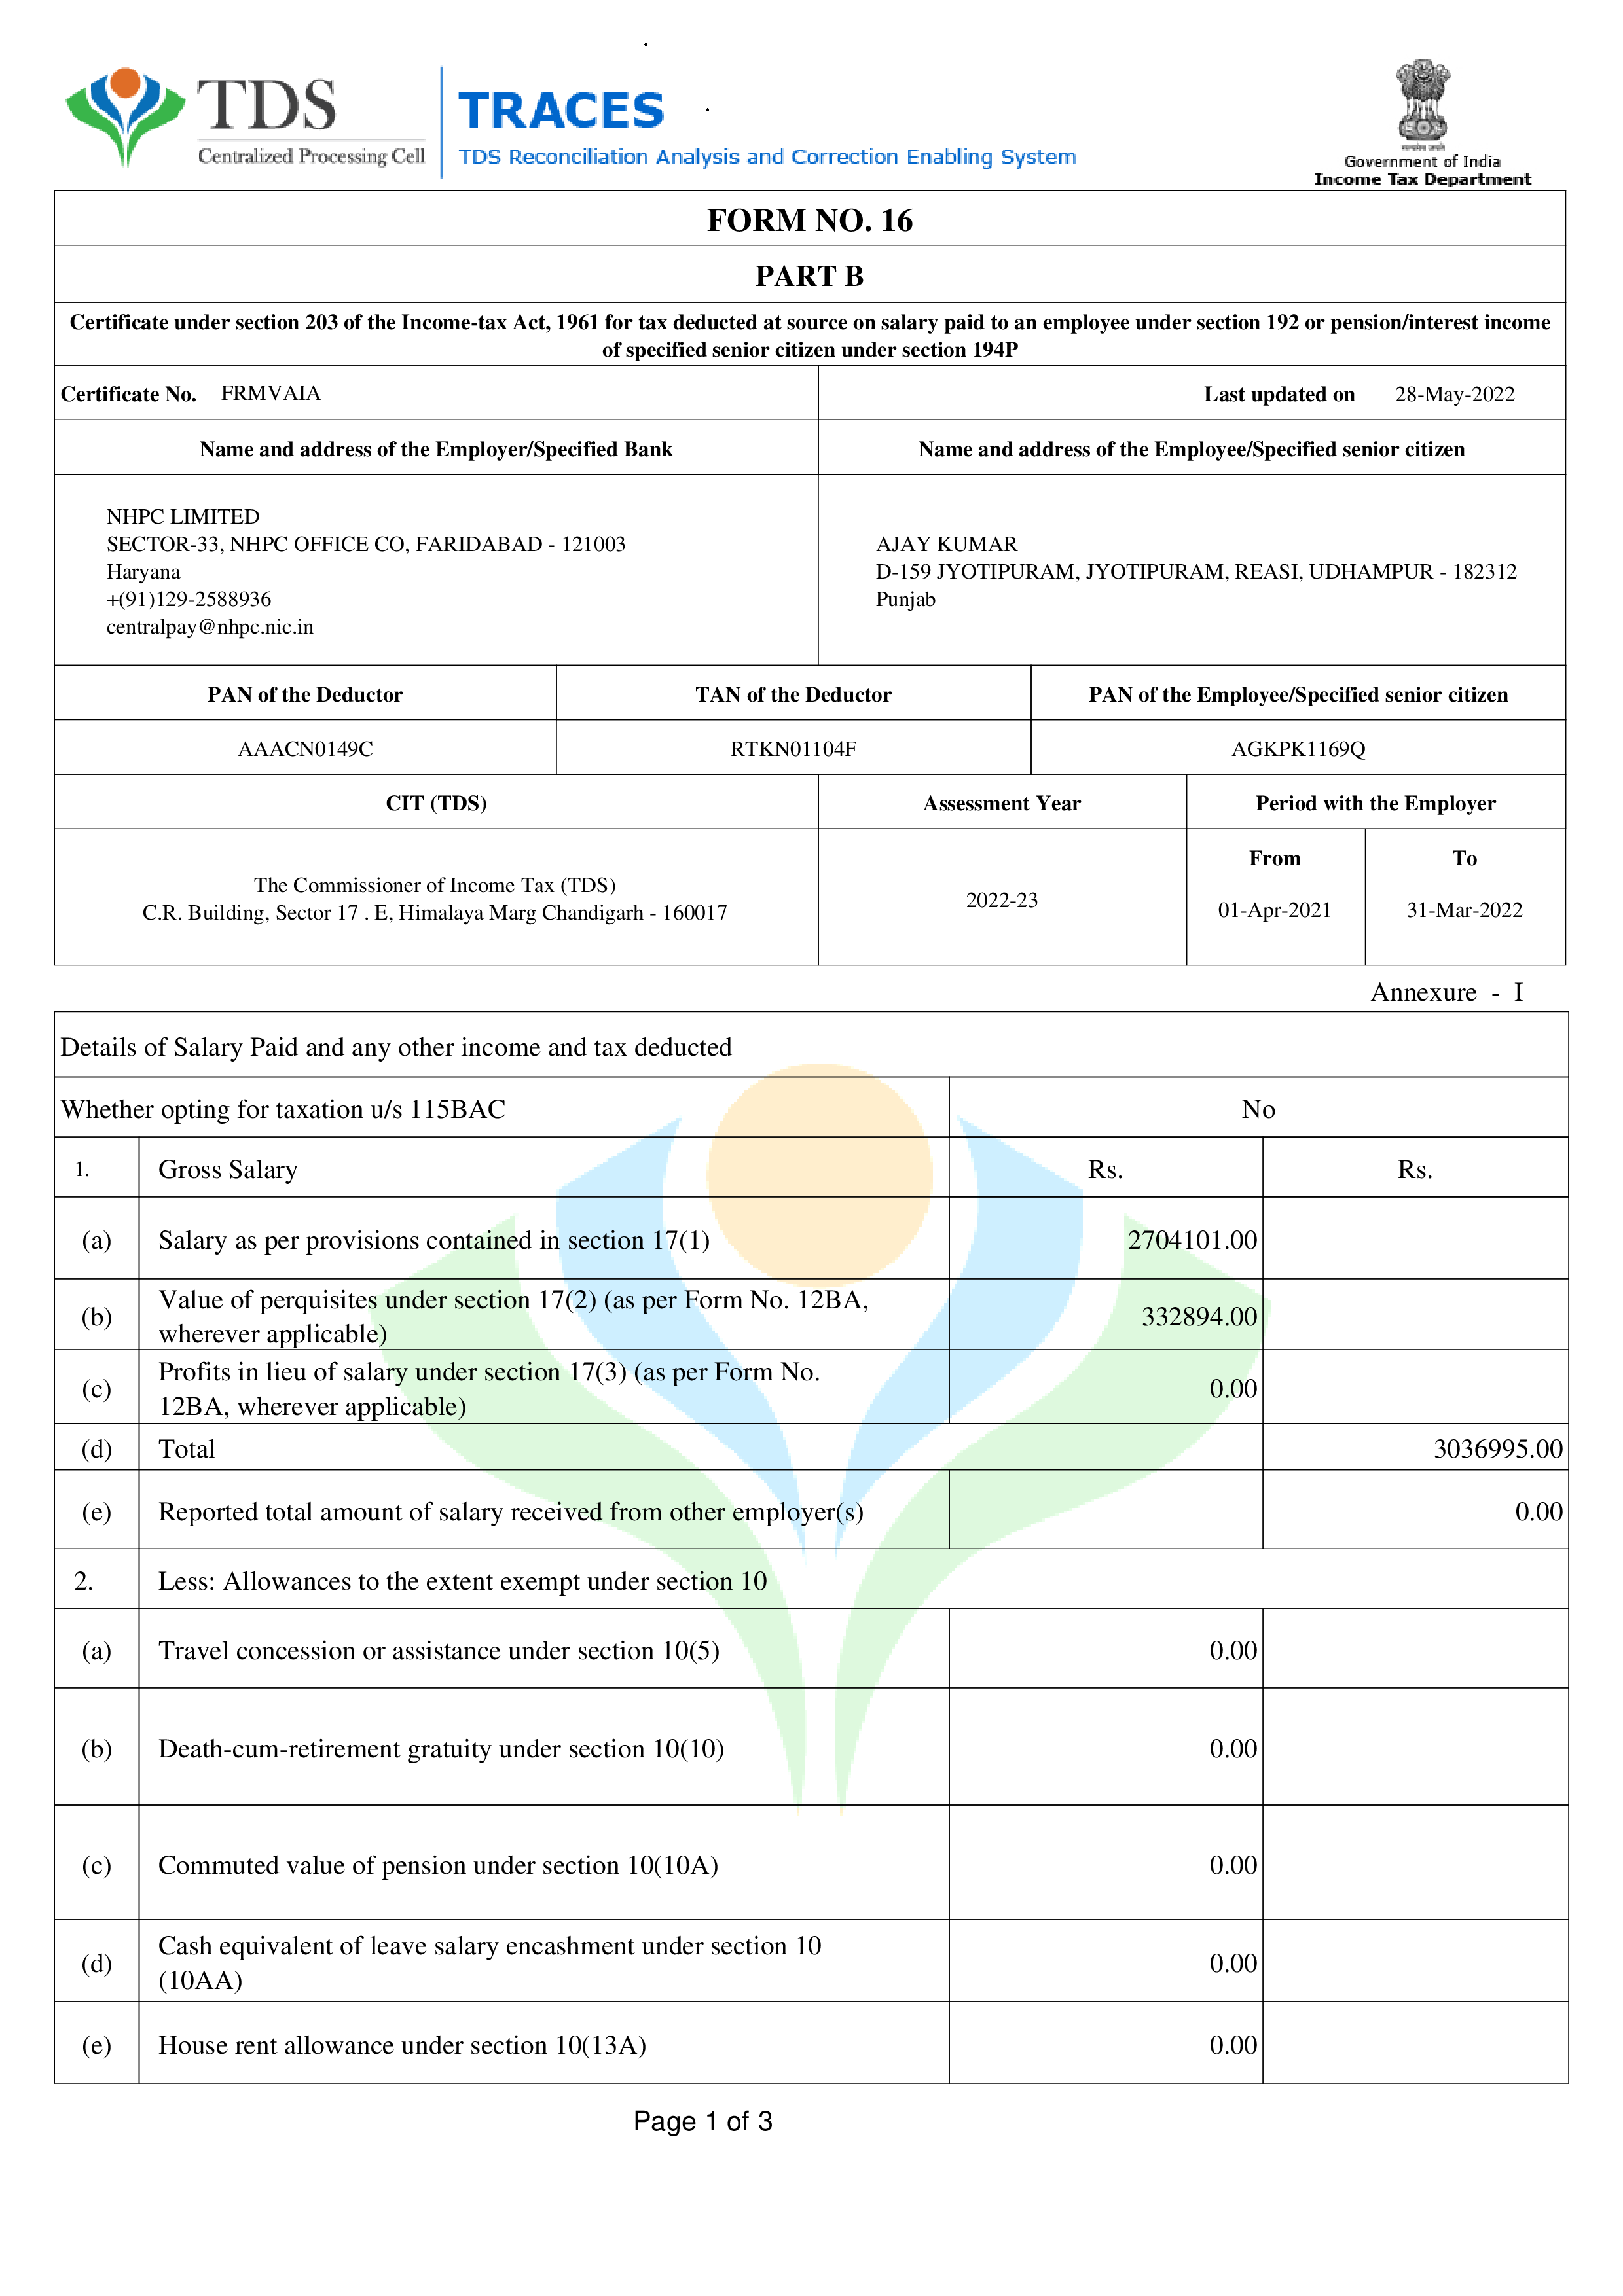 TDS
Centralized Processing Cell
TRACES
TDS Reconciliation Analysis and Correction Enabling System
सत्यमेव जयते
Government of India
Income Tax Department
FORM NO. 16
PART B
Certificate under section 203 of the Income-tax Act, 1961 for tax deducted at source on salary paid to an employee under section 192 or pension/interest income
of specified senior citizen under section 194P
Certificate No. FRMVAIA
Last updated on 28-May-2022
Name and address of the Employer/Specified Bank
Name and address of the Employee/Specified senior citizen
NHPC LIMITED
SECTOR-33, NHPC OFFICE CO, FARIDABAD - 121003
Haryana
+(91)129-2588936
centralpay@nhpc.nic.in
AJAY KUMAR
D-159 JYOTIPURAM, JYOTIPURAM, REASI, UDHAMPUR - 182312
Punjab
PAN of the Deductor
TAN of the Deductor
PAN of the Employee/Specified senior citizen
AAACN0149C
RTKN01104F
AGKPK1169Q
CIT (TDS)
Assessment Year
Period with the Employer
The Commissioner of Income Tax (TDS)
C.R. Building, Sector 17 . E, Himalaya Marg Chandigarh - 160017
2022-23
From
To
01-Apr-2021
31-Mar-2022
Annexure - I
Details of Salary Paid and any other income and tax deducted
Whether opting for taxation u/s 115BAC No
1. Gross Salary Rs. Rs.
(a) Salary as per provisions contained in section 17(1) 2704101.00
(b) Value of perquisites under section 17(2) (as per Form No. 12BA,
wherever applicable) 332894.00
(c) Profits in lieu of salary under section 17(3) (as per Form No.
12BA, wherever applicable) 0.00
(d) Total 3036995.00
(e) Reported total amount of salary received from other employer(s) 0.00
2. Less: Allowances to the extent exempt under section 10
(a) Travel concession or assistance under section 10(5) 0.00
(b) Death-cum-retirement gratuity under section 10(10) 0.00
(c) Commuted value of pension under section 10(10A) 0.00
(d) Cash equivalent of leave salary encashment under section 10
(10AA) 0.00
(e) House rent allowance under section 10(13A) 0.00
Page 1 of 3